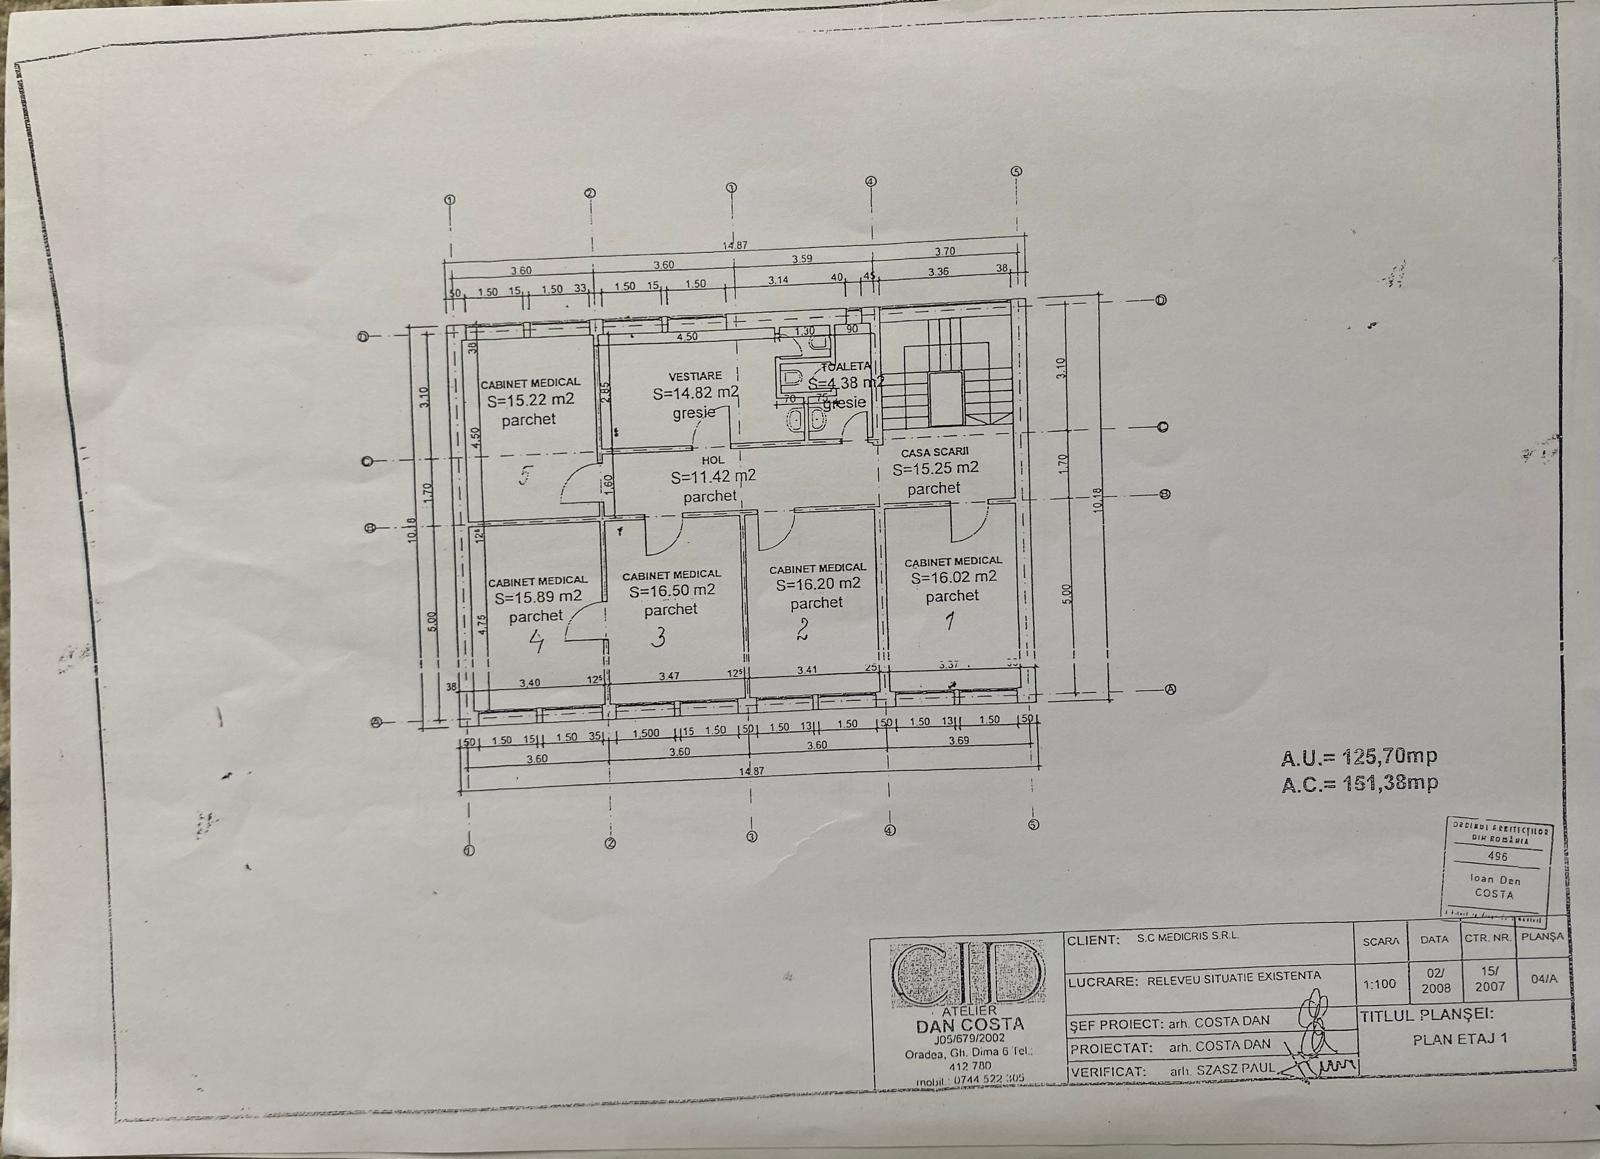 1
2
3
4
5
14.87
3.60
3.60
3.59
3.70
50
1.50
15
1.50
33
1.50
15
1.50
3.14
40
45
3.36
38
D
D
C
C
B
B
A
A
10.18
3.10
1.70
5.00
3.10
1.70
5.00
10.18
38
4.50
12⁵
4.75
4.50
1.30
90
2.85
1.60
70
75
CABINET MEDICAL
S=15.22 m2
parchet
5
VESTIARE
S=14.82 m2
gresie
TOALETA
S=4.38 m2
gresie
HOL
S=11.42 m2
parchet
CASA SCARII
S=15.25 m2
parchet
CABINET MEDICAL
S=15.89 m2
parchet
4
CABINET MEDICAL
S=16.50 m2
parchet
3
CABINET MEDICAL
S=16.20 m2
parchet
2
CABINET MEDICAL
S=16.02 m2
parchet
1
38
3.40
12⁵
3.47
12⁵
3.41
25
3.37
50
1.50
15
1.50
35
1.500
15
1.50
50
1.50
13
1.50
50
1.50
13
1.50
50
3.60
3.60
3.60
3.69
14.87
1
2
3
4
5
A.U.= 125,70mp
A.C.= 151,38mp
ORDINUL ARHITECȚILOR
DIN ROMÂNIA
496
Ioan Dan
COSTA
CID
ATELIER
DAN COSTA
J05/679/2002
Oradea, Gh. Dima 6 Tel.:
412 780
mobil.: 0744 522 305
CLIENT: S.C MEDICRIS S.R.L
LUCRARE: RELEVEU SITUATIE EXISTENTA
ŞEF PROIECT: arh. COSTA DAN
PROIECTAT: arh. COSTA DAN
VERIFICAT: arh. SZASZ PAUL
SCARA
DATA
CTR. NR.
PLANŞA
1:100
02/
2008
15/
2007
04/A
TITLUL PLANŞEI:
PLAN ETAJ 1